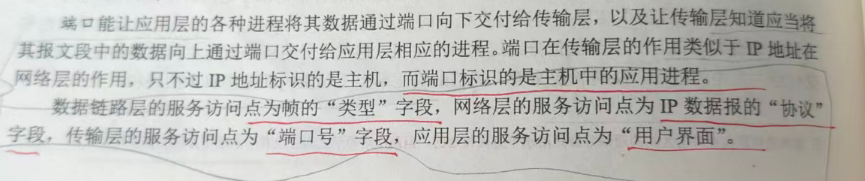 端口能让应用层的各种进程将其数据通过端口向下交付给传输层，以及让传输层知道应当将
其报文段中的数据向上通过端口交付给应用层相应的进程。端口在传输层的作用类似于 IP 地址在
网络层的作用，只不过 IP 地址标识的是主机，而端口标识的是主机中的应用进程。
数据链路层的服务访问点为帧的“类型”字段，网络层的服务访问点为 IP 数据报的“协议”
字段，传输层的服务访问点为“端口号”字段，应用层的服务访问点为“用户界面”。